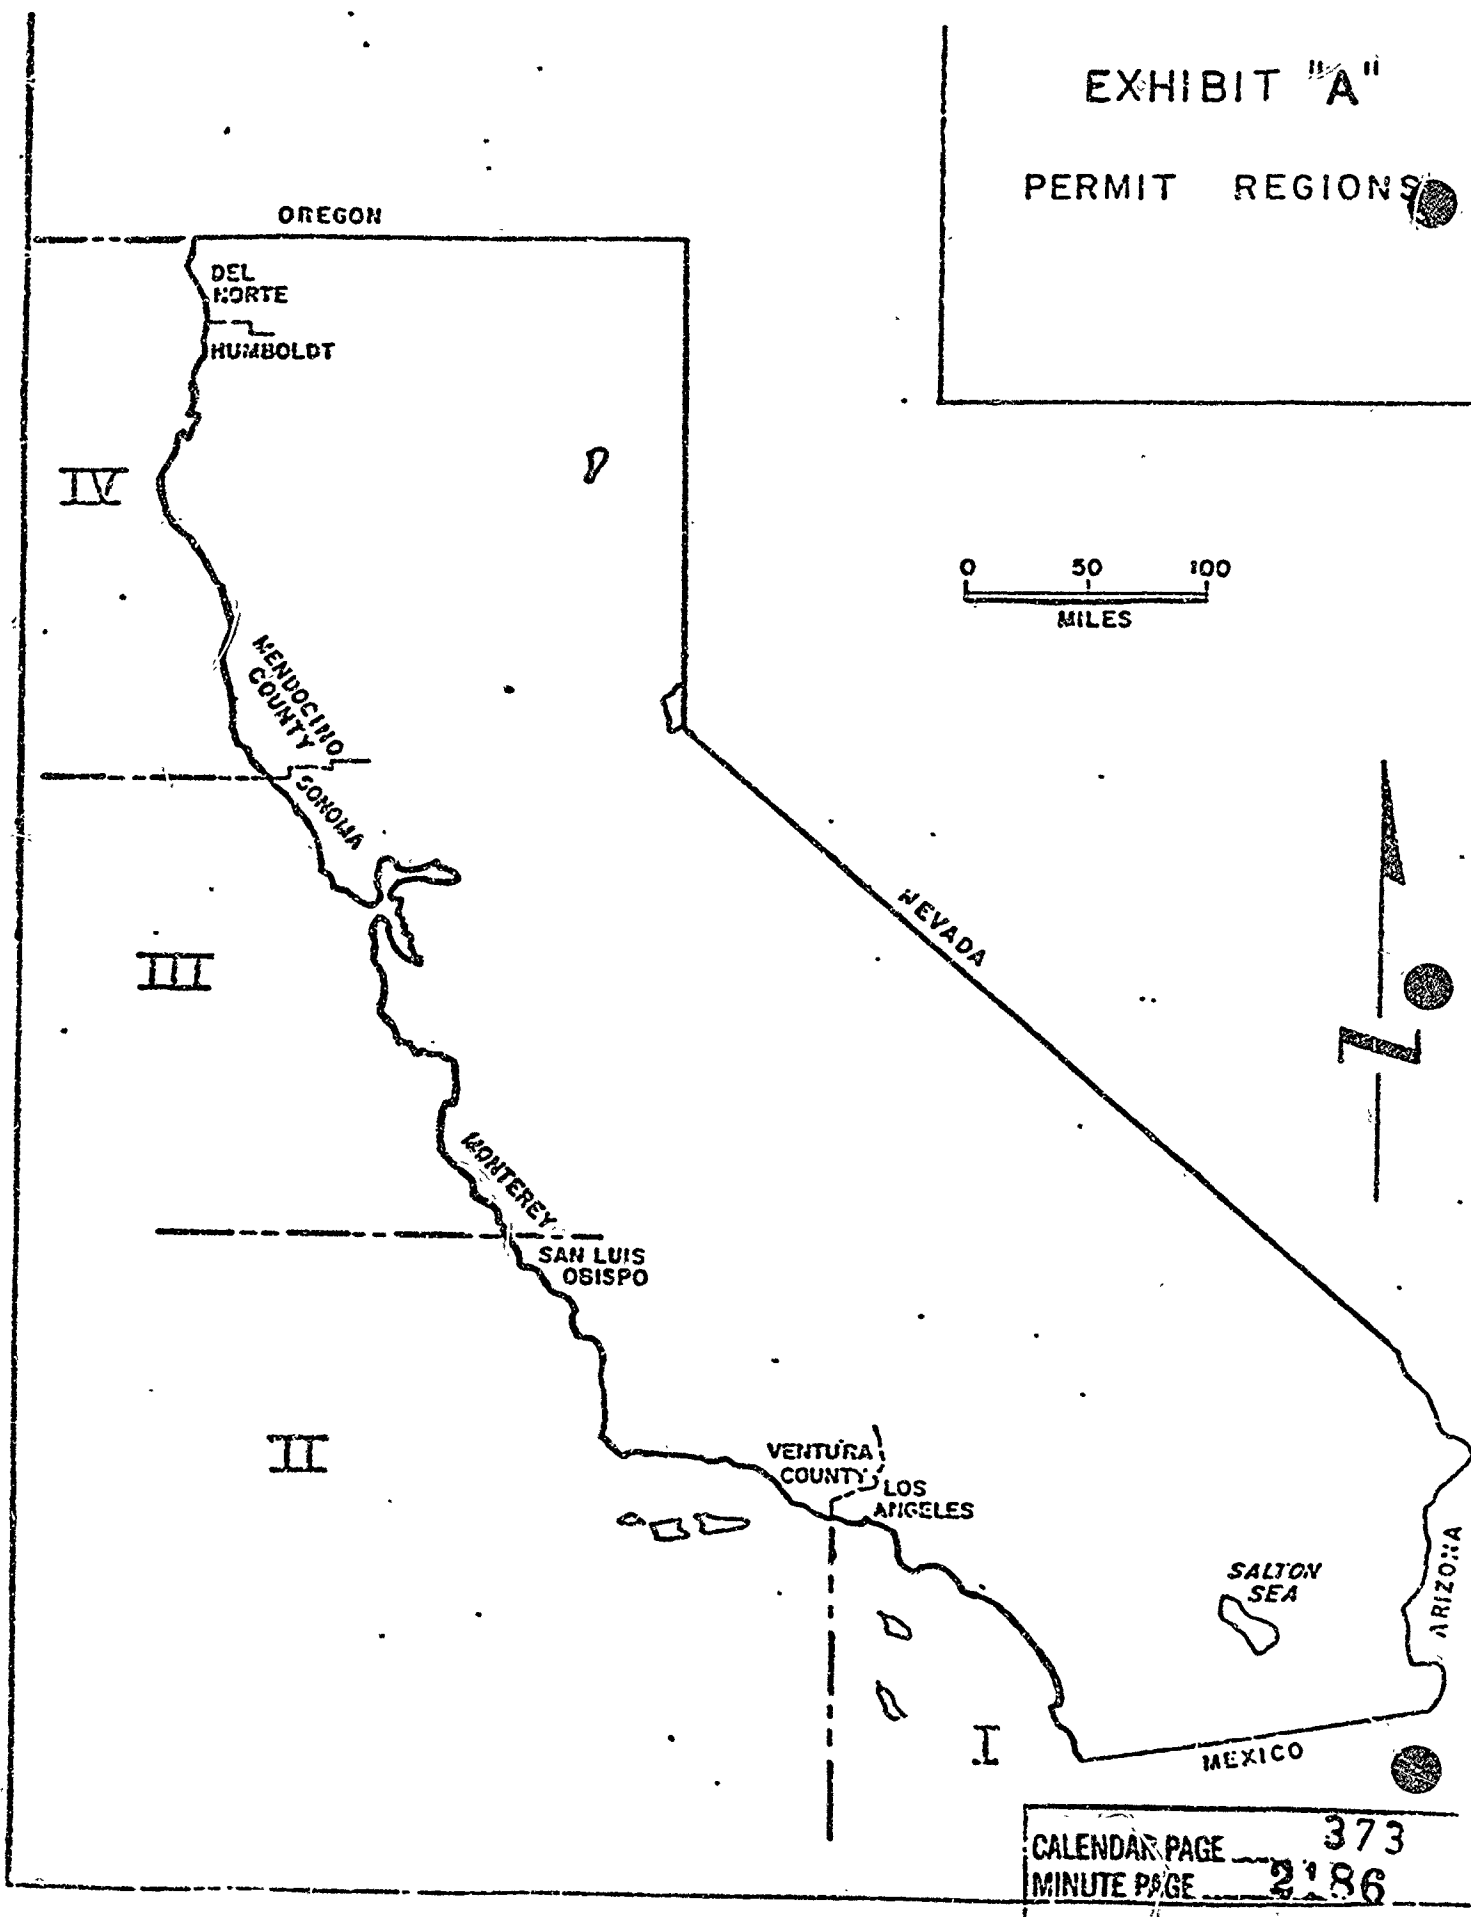 EXHIBIT "A"
PERMIT REGIONS
OREGON
DEL
NORTE
HUMBOLDT
IV
0 50 100
MILES
MENDOCINO
COUNTY
SONOMA
NEVADA
III
N
MONTEREY
SAN LUIS
OBISPO
II
VENTURA
COUNTY
LOS
ANGELES
SALTON
SEA
ARIZONA
I
MEXICO
CALENDAR PAGE 373
MINUTE PAGE